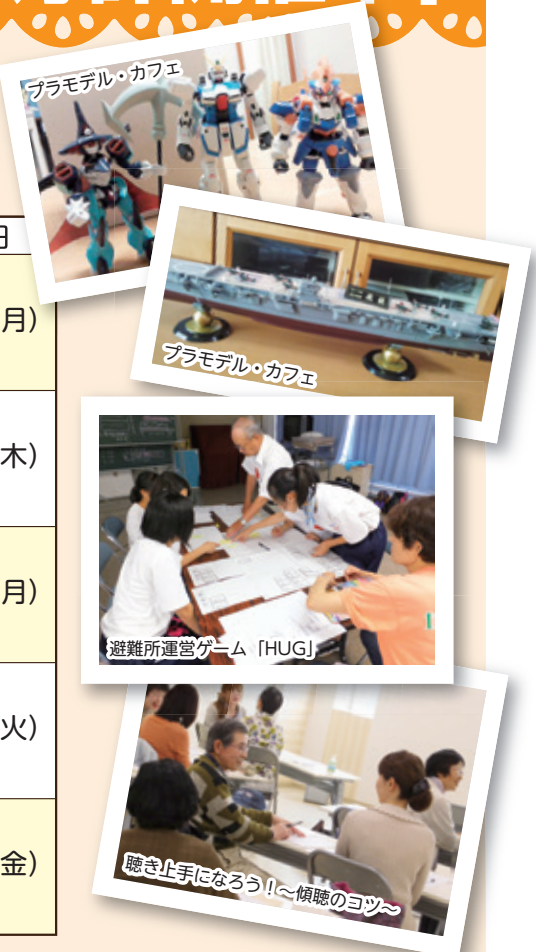 プラモデル・カフェ
日
月）
プラモデル・カフェ
木）
月）
避難所運営ゲーム「HUG」
火）
金）
聴き上手になろう！～傾聴のコツ～